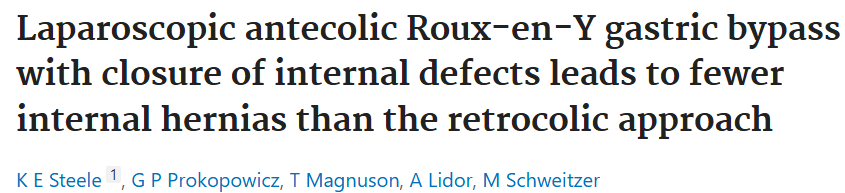 Laparoscopic antecolic Roux-en-Y gastric bypass
with closure of internal defects leads to fewer
internal hernias than the retrocolic approach
K E Steele 1, G P Prokopowicz, T Magnuson, A Lidor, M Schweitzer